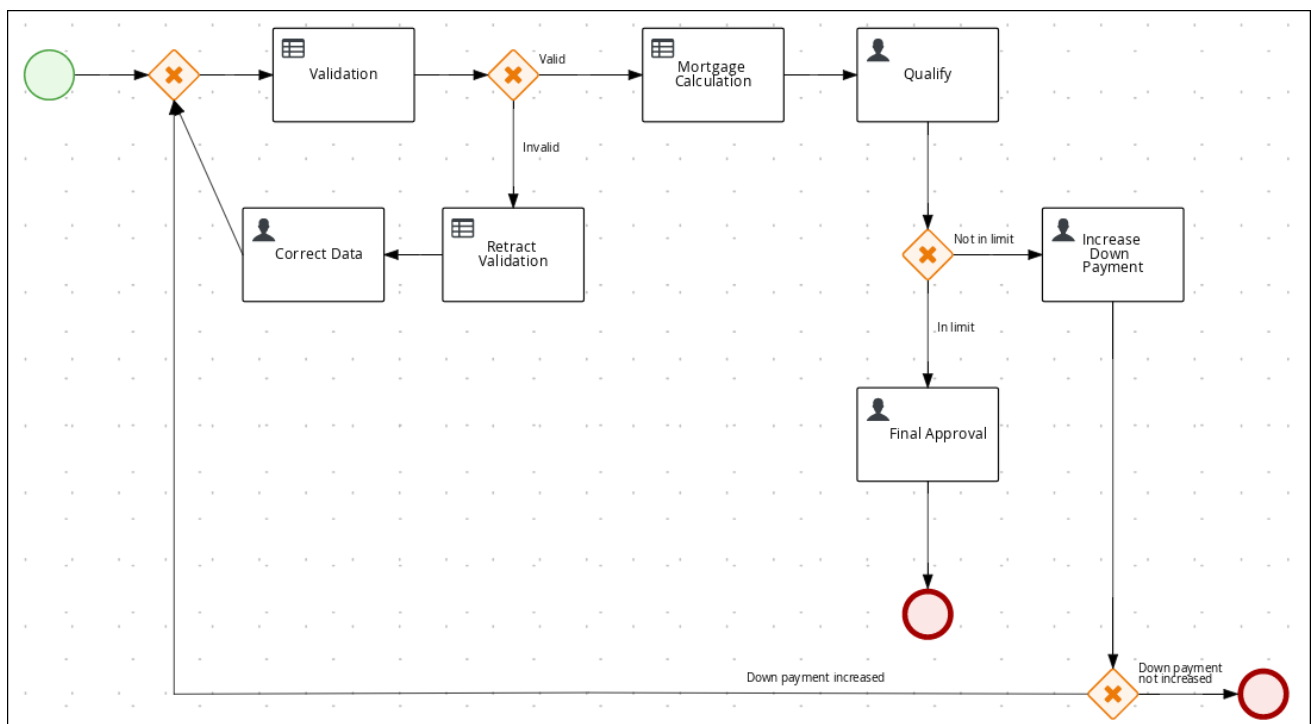 Validation
Valid
Mortgage
Calculation
Qualify
Invalid
Correct Data
Retract
Validation
Not in limit
Increase
Down
Payment
In limit
Final Approval
Down payment increased
Down payment
not increased